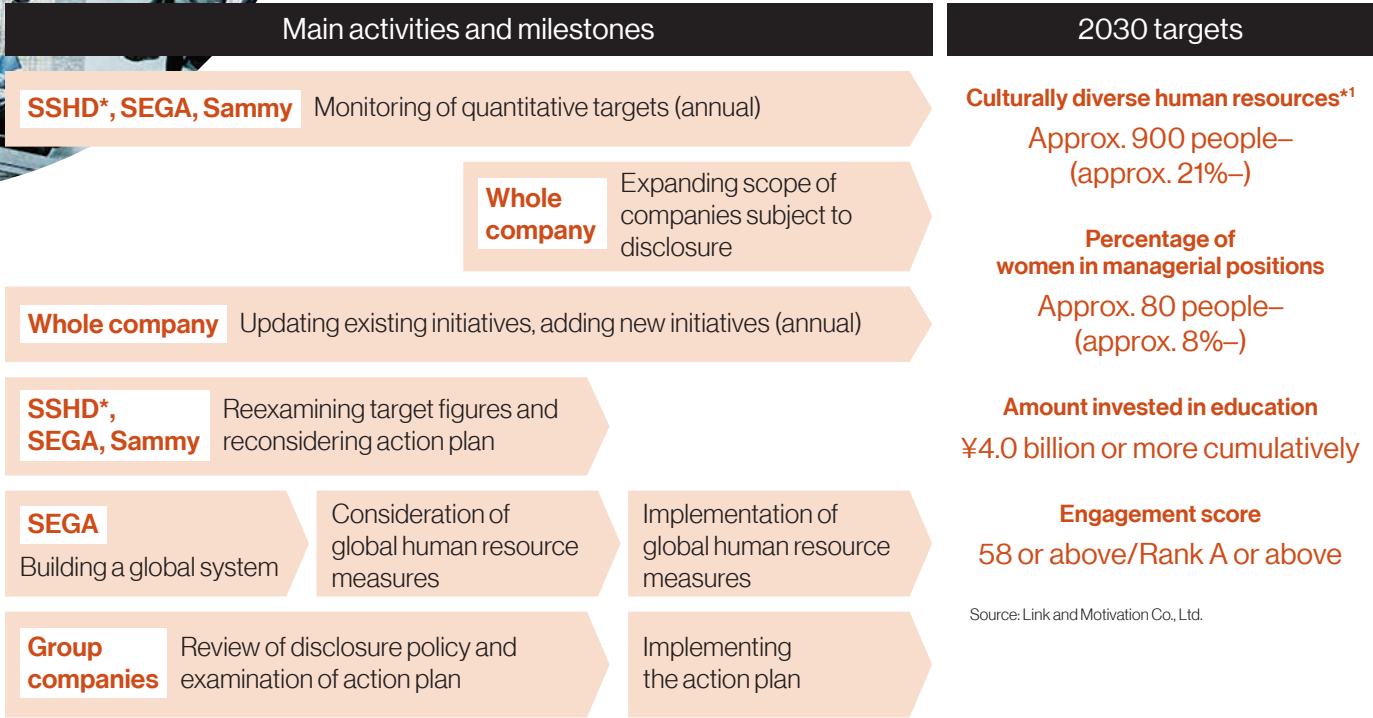 Main activities and milestones
SSHD*, SEGA, Sammy Monitoring of quantitative targets (annual)
Whole
company
Expanding scope of
companies subject to
disclosure
Whole company Updating existing initiatives, adding new initiatives (annual)
SSHD*,
SEGA, Sammy
Reexamining target figures and
reconsidering action plan
SEGA
Building a global system
Consideration of
global human resource
measures
Implementation of
global human resource
measures
Group
companies
Review of disclosure policy and
examination of action plan
Implementing
the action plan
2030 targets
Culturally diverse human resources*1
Approx. 900 people–
(approx. 21%–)
Percentage of
women in managerial positions
Approx. 80 people–
(approx. 8%–)
Amount invested in education
¥4.0 billion or more cumulatively
Engagement score
58 or above/Rank A or above
Source: Link and Motivation Co., Ltd.